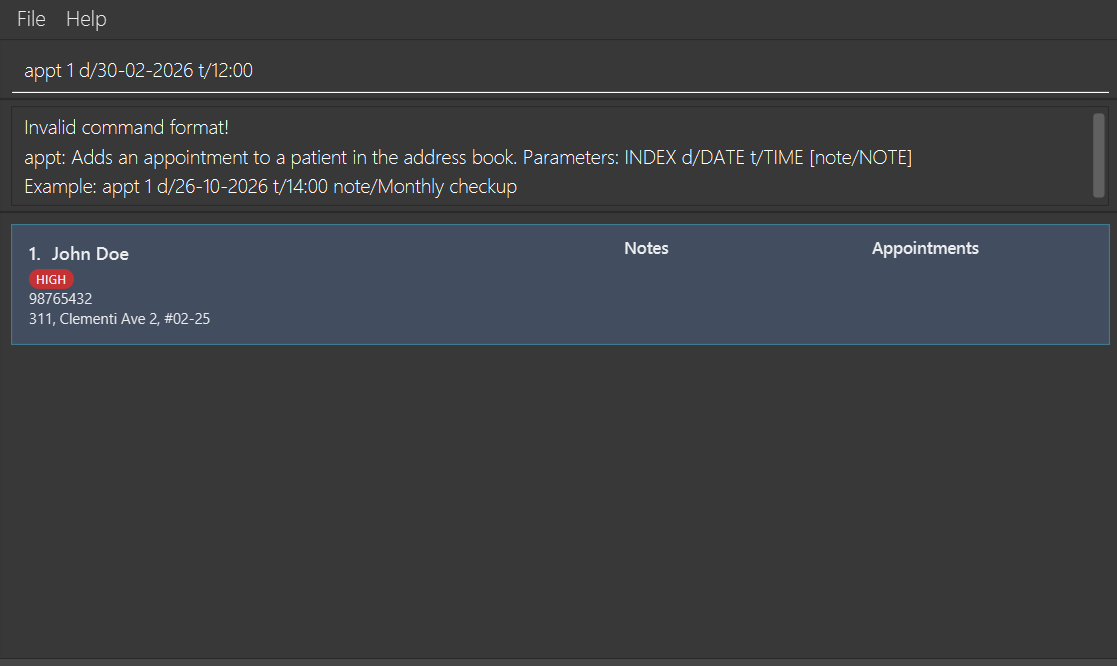 File Help
appt 1 d/30-02-2026 t/12:00
Invalid command format!
appt: Adds an appointment to a patient in the address book. Parameters: INDEX d/DATE t/TIME [note/NOTE]
Example: appt 1 d/26-10-2026 t/14:00 note/Monthly checkup
1. John Doe Notes Appointments
HIGH
98765432
311, Clementi Ave 2, #02-25